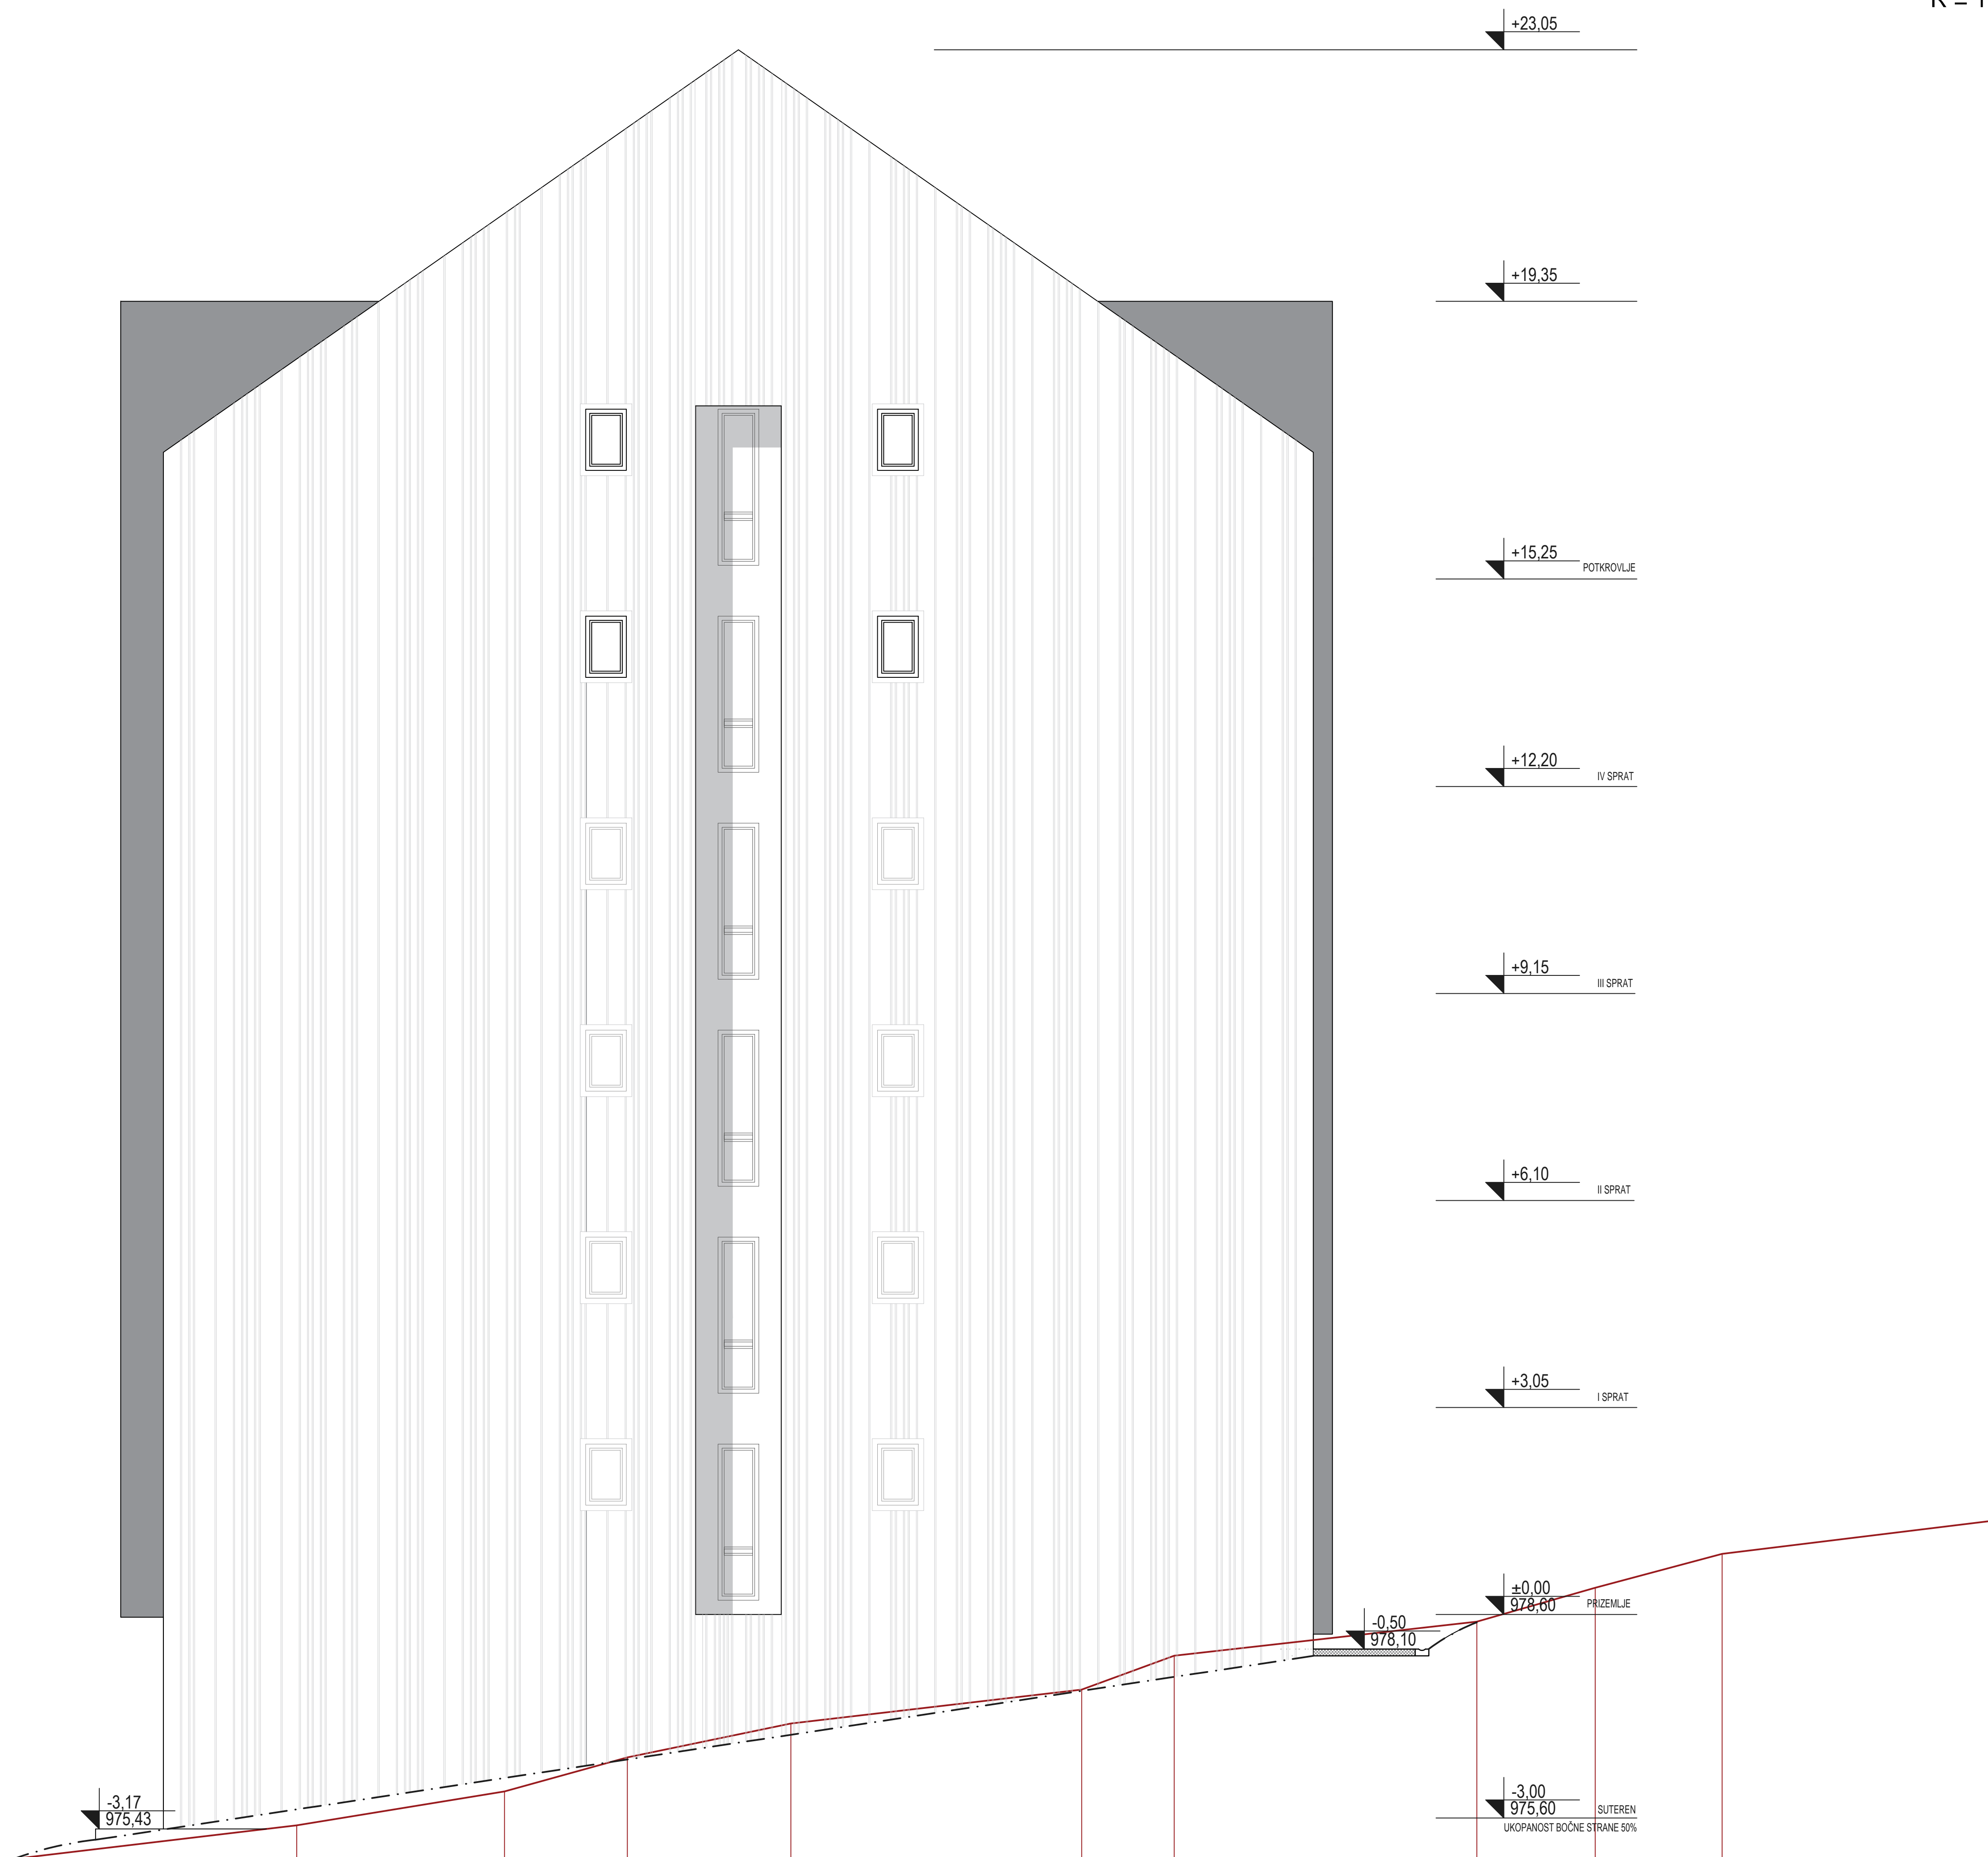 +23,05
+19,35
+15,25
POTKROVLJE
+12,20
IV SPRAT
+9,15
III SPRAT
+6,10
II SPRAT
+3,05
I SPRAT
±0,00
978,60 PRIZEMLJE
-0,50
978,10
-3,00
975,60 SUTEREN
UKOPANOST BOČNE STRANE 50%
-3,17
975,43